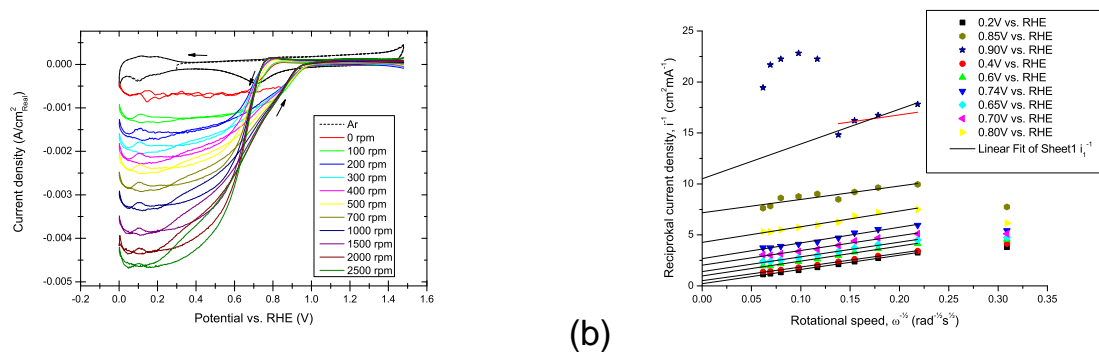 0.000
-0.001
-0.002
-0.003
-0.004
-0.005
Current density (A/cm²Real)
0.0 0.2 0.4 0.6 0.8 1.0 1.2 1.4 1.6
Potential vs. RHE (V)
Ar
0 rpm
100 rpm
200 rpm
300 rpm
400 rpm
500 rpm
700 rpm
1000 rpm
1500 rpm
2000 rpm
2500 rpm
(b)
25
20
15
10
5
0
Reciprokal current density, i⁻¹ (cm²mA⁻¹)
0.00 0.05 0.10 0.15 0.20 0.25 0.30 0.35
Rotational speed, ω⁻½ (rad⁻½s½)
0.2V vs. RHE
0.85V vs. RHE
0.90V vs. RHE
0.4V vs. RHE
0.6V vs. RHE
0.74V vs. RHE
0.65V vs. RHE
0.70V vs. RHE
0.80V vs. RHE
Linear Fit of Sheet1 i₁⁻¹